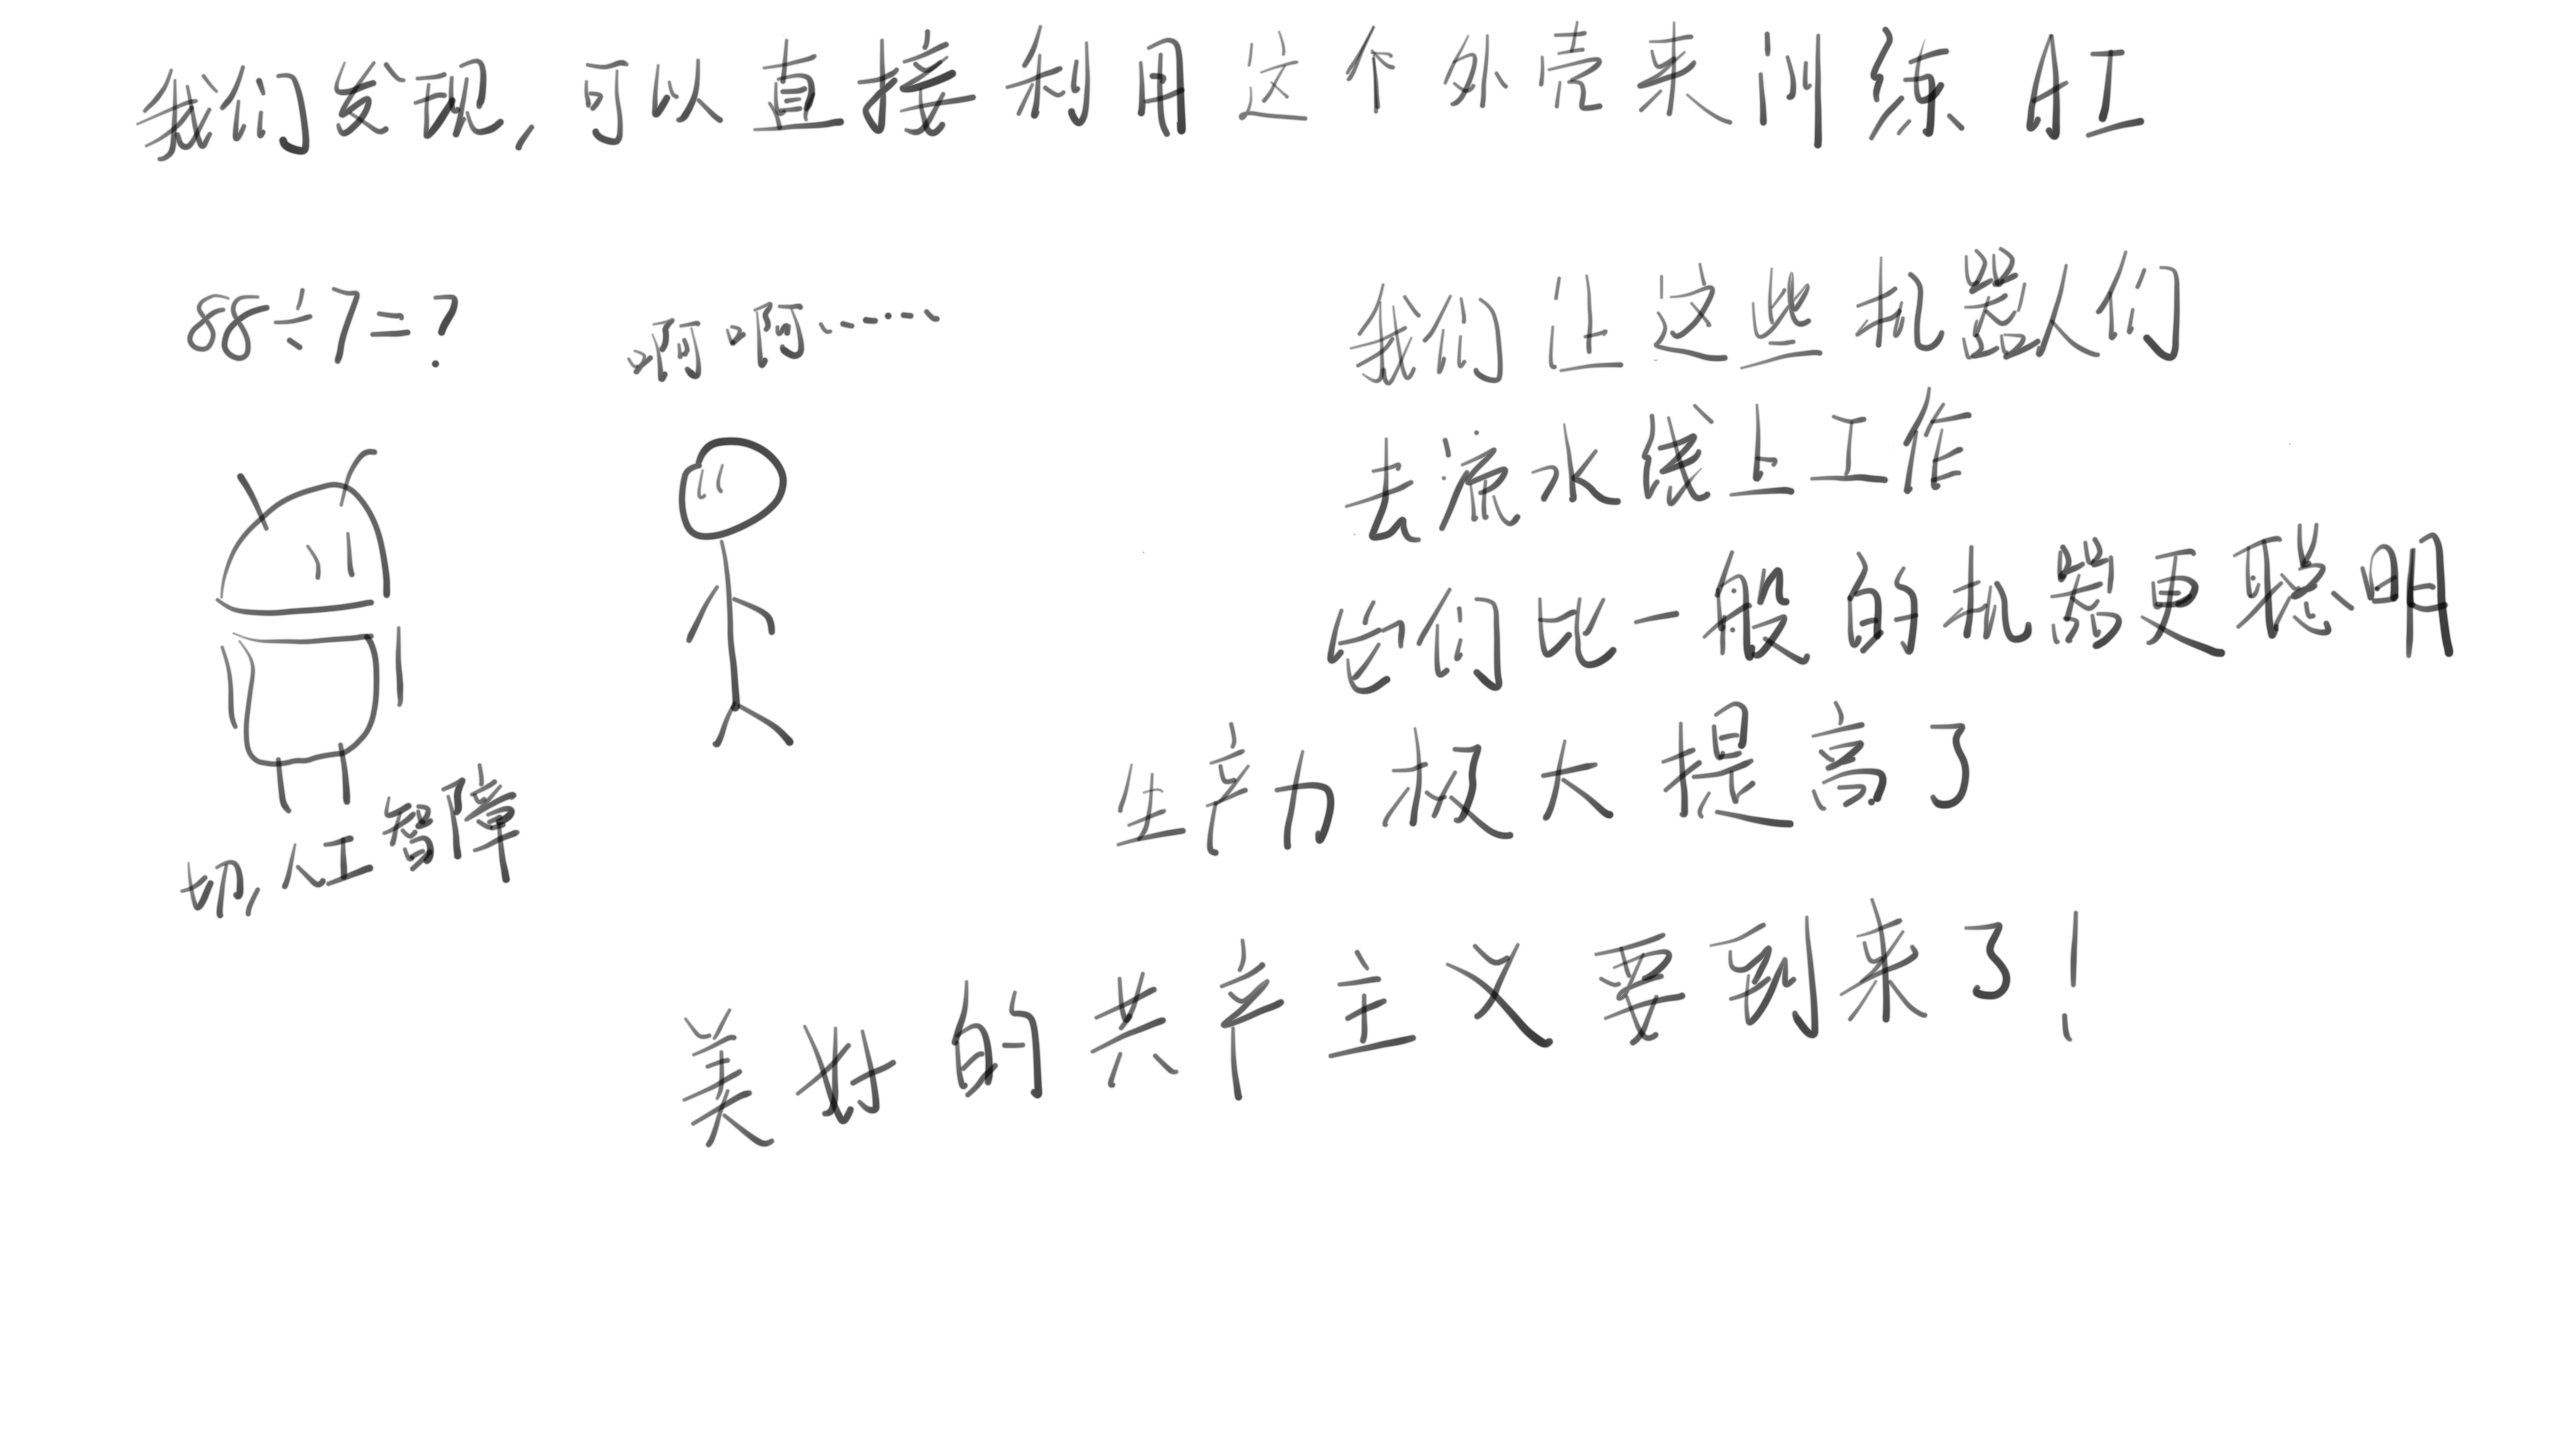 我们发现,可以直接利用这个外壳来训练AI
88÷7=?
啊啊……
切,人工智障
我们让这些机器人们
去流水线上工作
它们比一般的机器更聪明
生产力极大提高了
美好的共产主义要到来了!